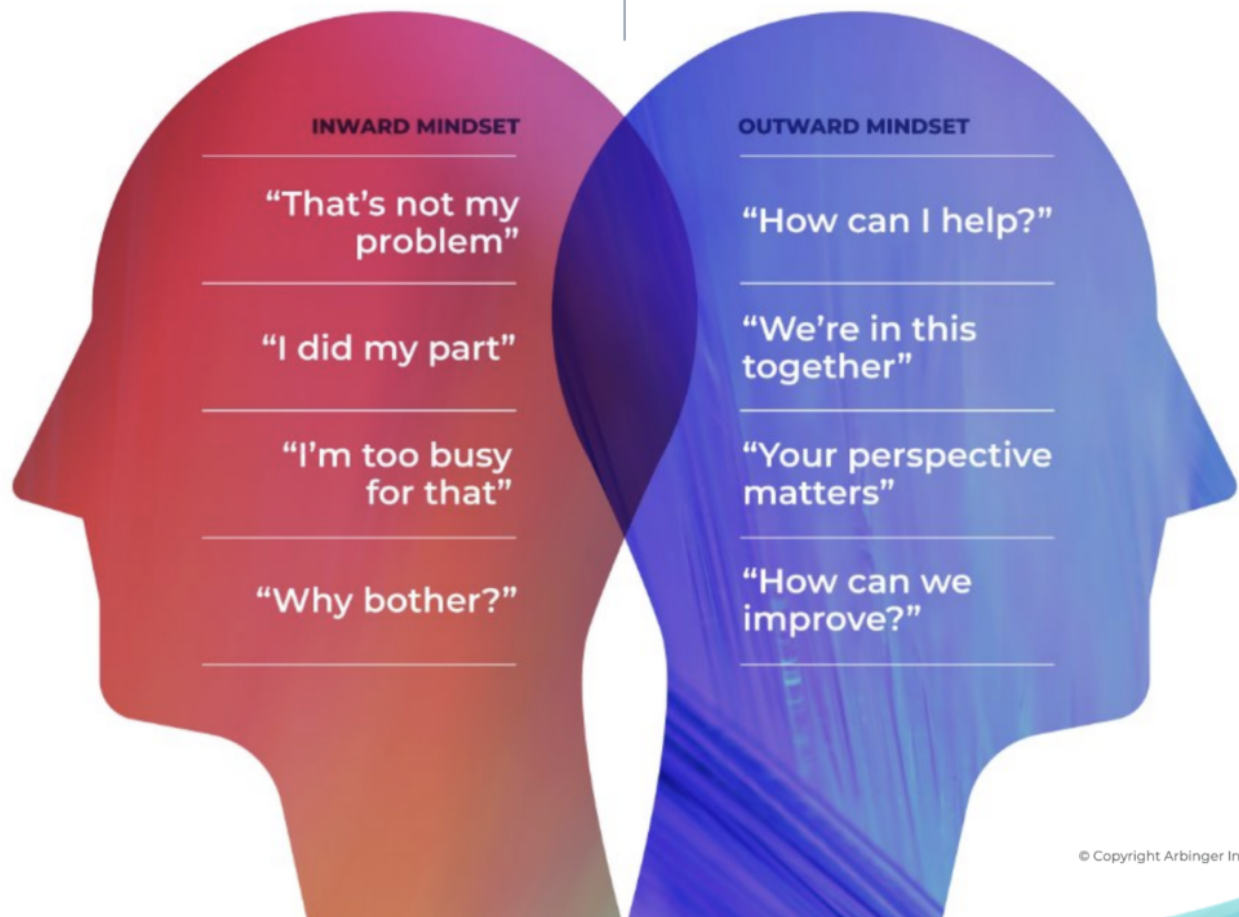 INWARD MINDSET
“That’s not my
problem”
“I did my part”
“I’m too busy
for that”
“Why bother?”
OUTWARD MINDSET
“How can I help?”
“We’re in this
together”
“Your perspective
matters”
“How can we
improve?”
© Copyright Arbinger In